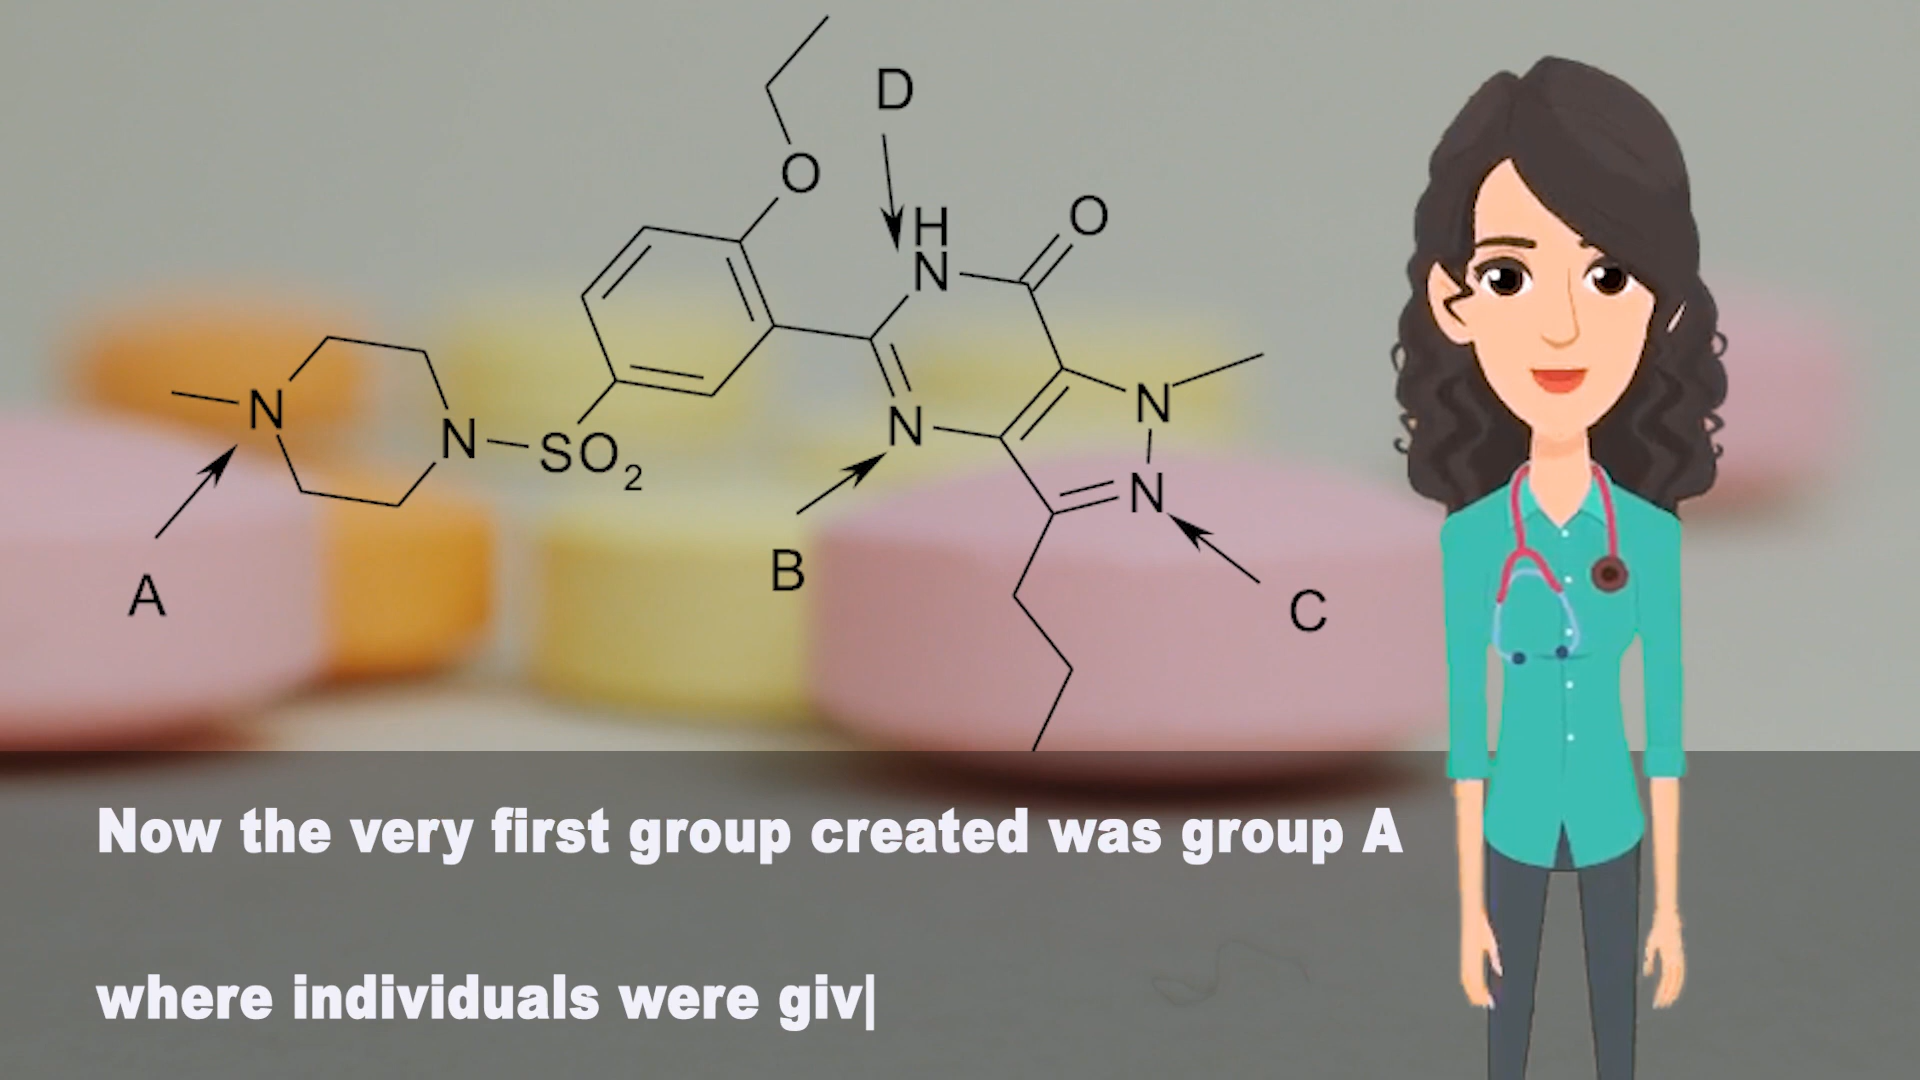 D
O
H
N
O
N
N
SO2
N
N
N
A
B
C
Now the very first group created was group A
where individuals were giv|